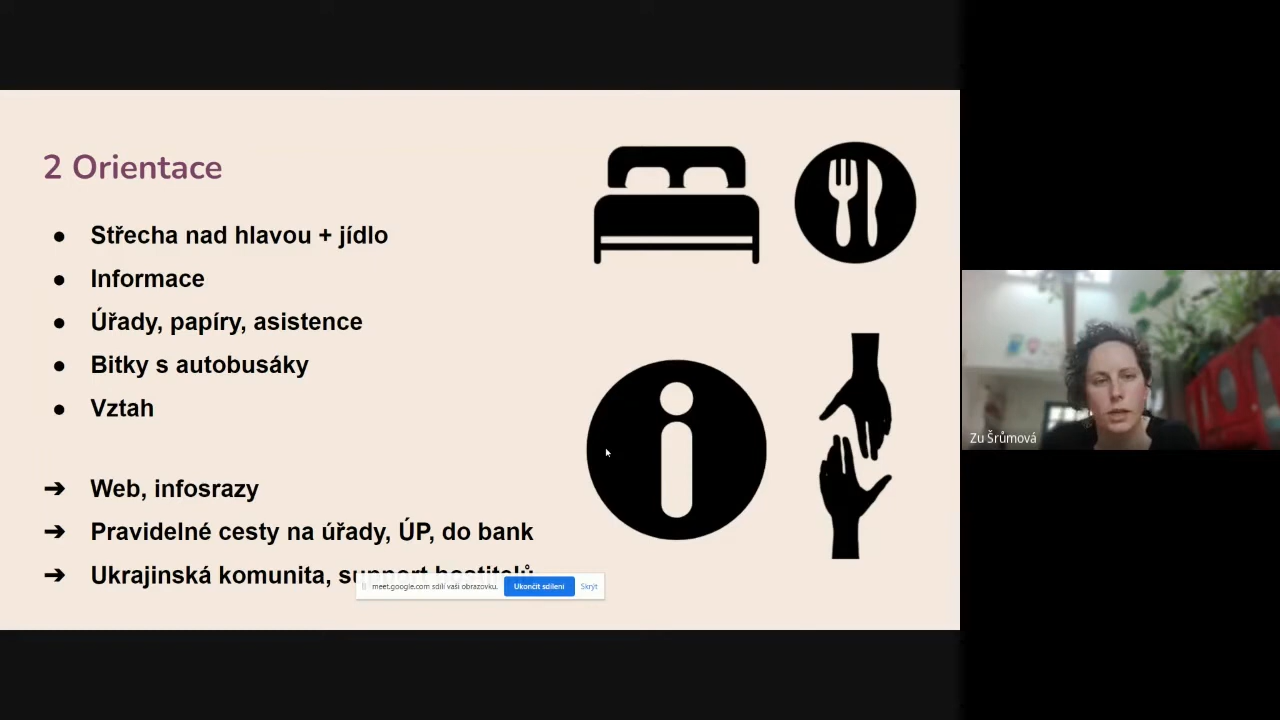 2 Orientace
● Střecha nad hlavou + jídlo
● Informace
● Úřady, papíry, asistence
● Bitky s autobusáky
● Vztah
➔ Web, infosrazy
➔ Pravidelné cesty na úřady, ÚP, do bank
➔ Ukrajinská komunita, support hostitelů
meet.google.com sdílí vaši obrazovku.
Ukončit sdílení
Skrýt
Zu Šrůmová